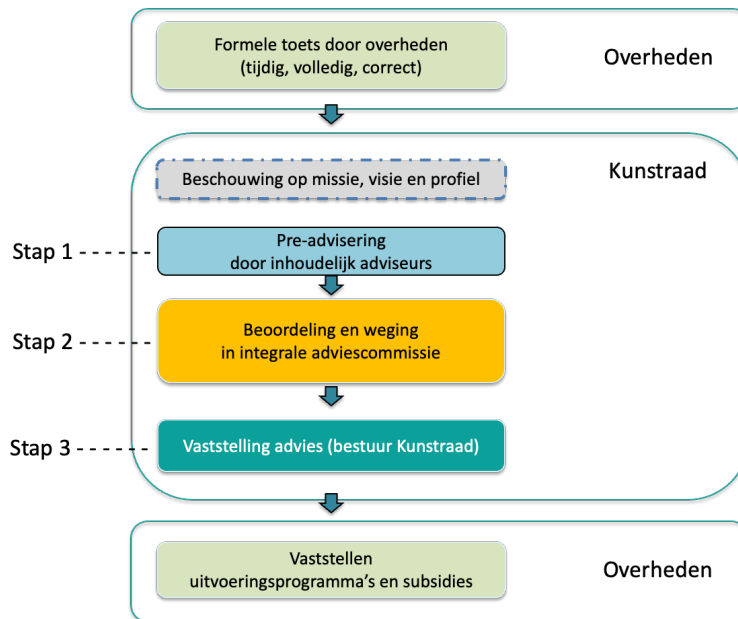 Formele toets door overheden
(tijdig, volledig, correct)
Overheden
Kunstraad
Beschouwing op missie, visie en profiel
Stap 1
Pre-advisering
door inhoudelijk adviseurs
Stap 2
Beoordeling en weging
in integrale adviescommissie
Stap 3
Vaststelling advies (bestuur Kunstraad)
Vaststellen
uitvoeringsprogramma’s en subsidies
Overheden